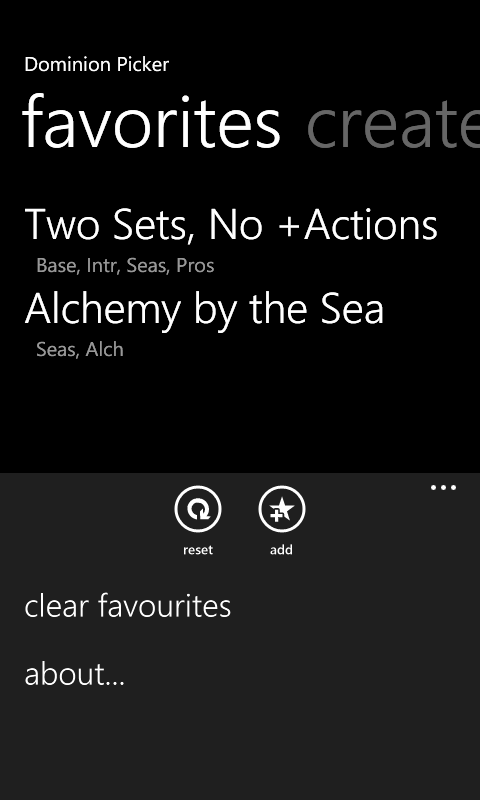 Dominion Picker
favorites create
Two Sets, No +Actions
Base, Intr, Seas, Pros
Alchemy by the Sea
Seas, Alch
reset add
clear favourites
about...